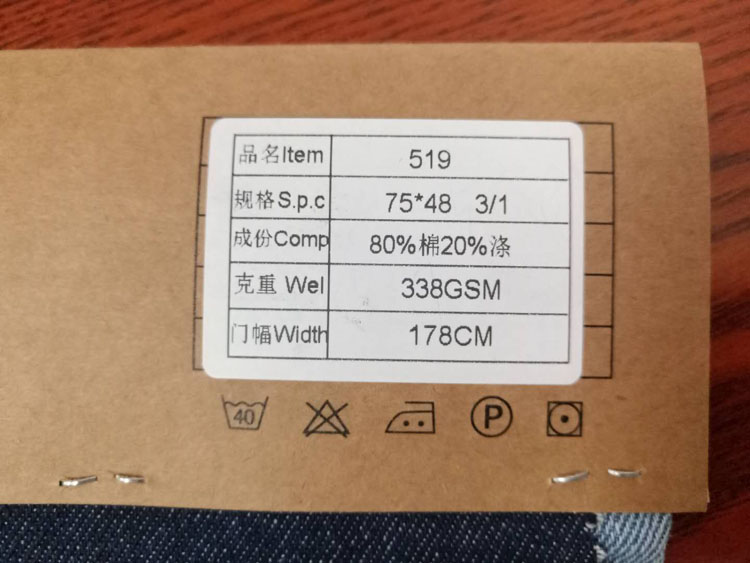 品名Item 519
规格S.p.c 75*48 3/1
成份Comp 80%棉20%涤
克重 Wel 338GSM
门幅Width 178CM
40 P